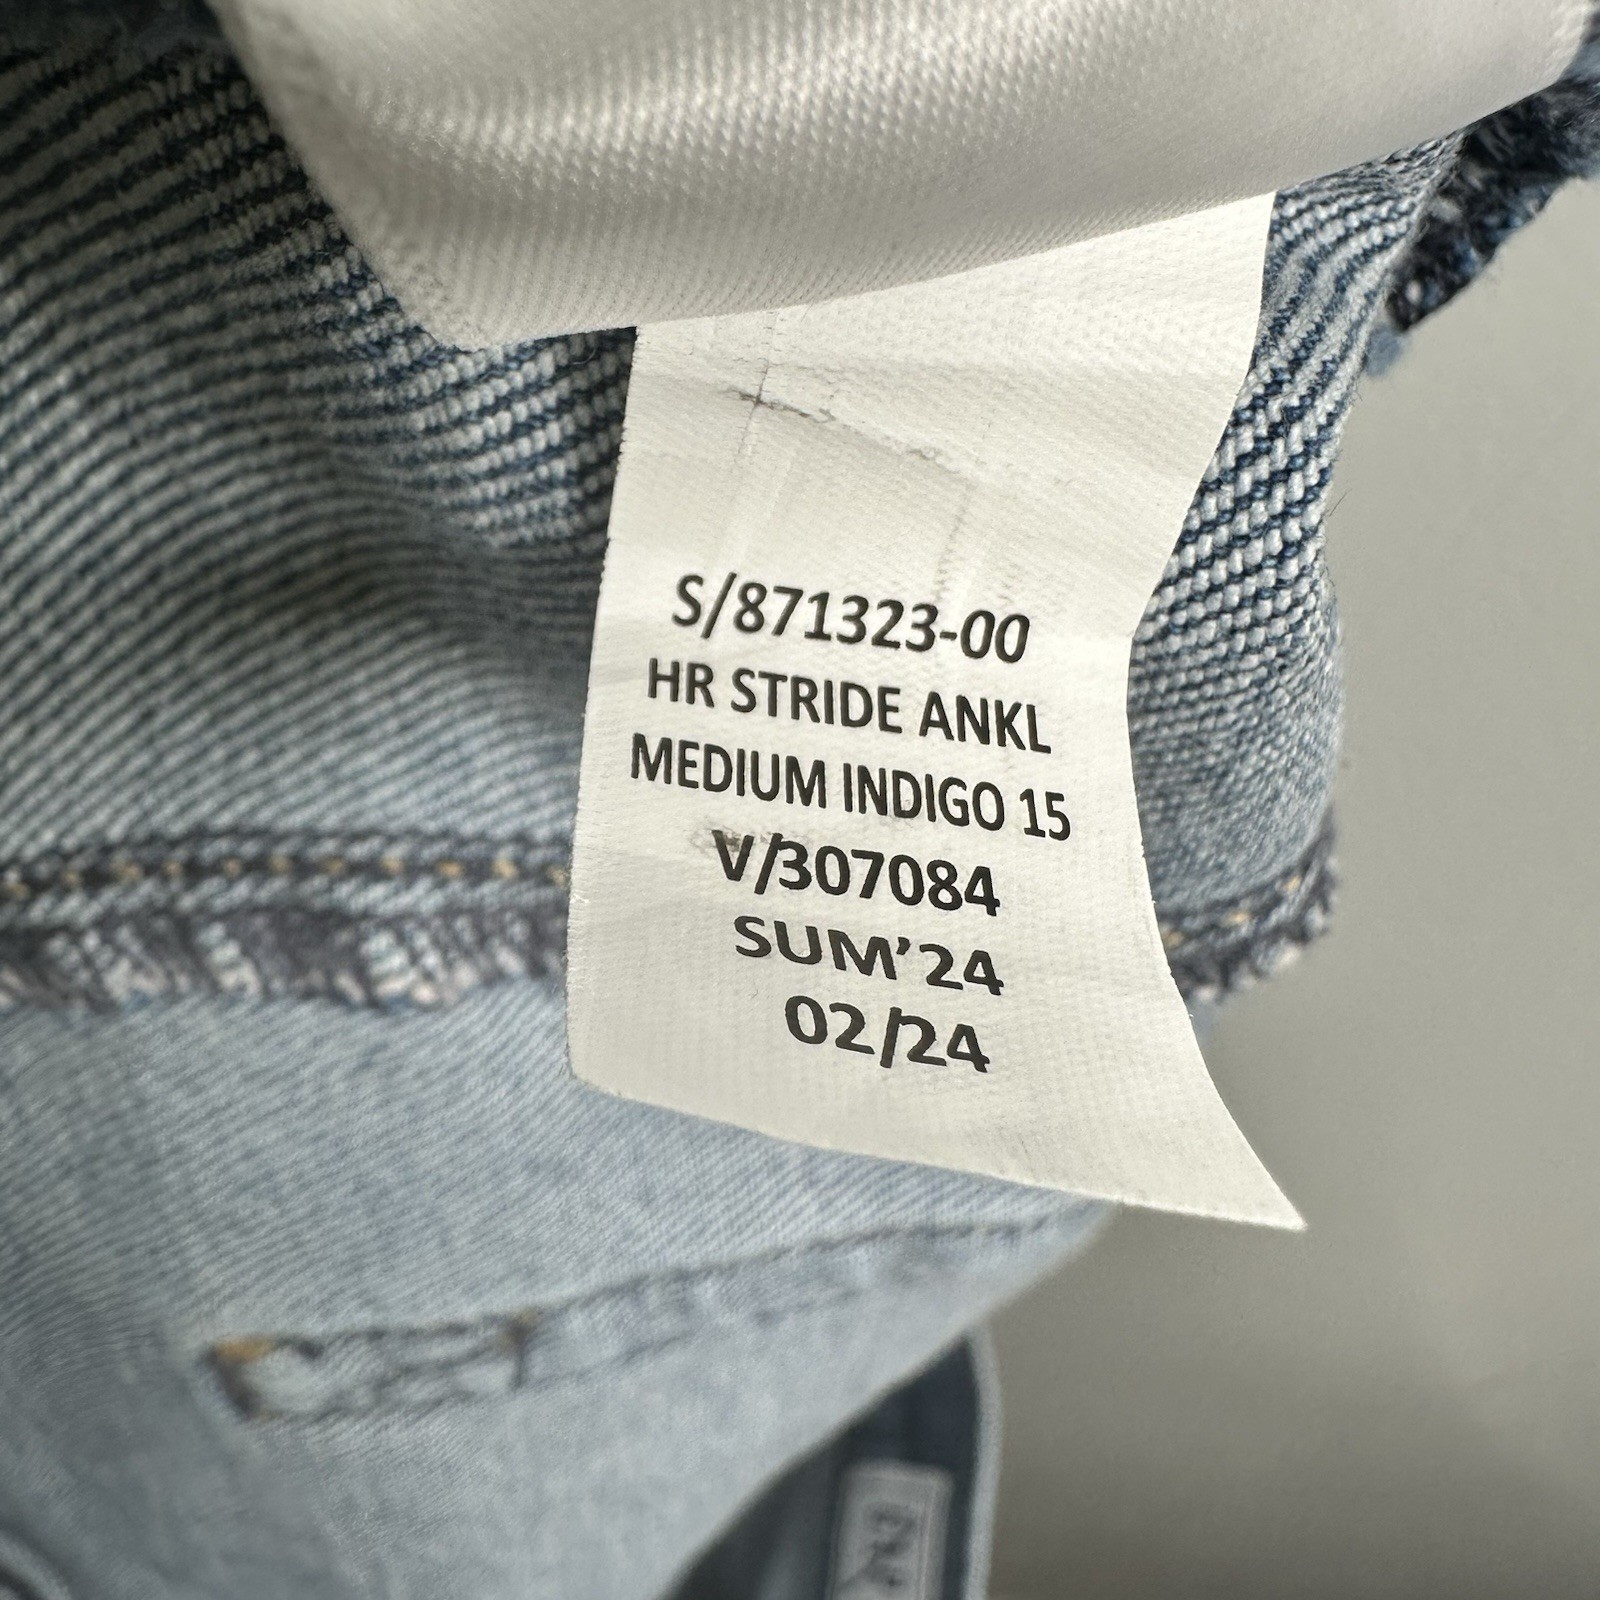 S/871323-00
HR STRIDE ANKL
MEDIUM INDIGO 15
V/307084
SUM'24
02/24